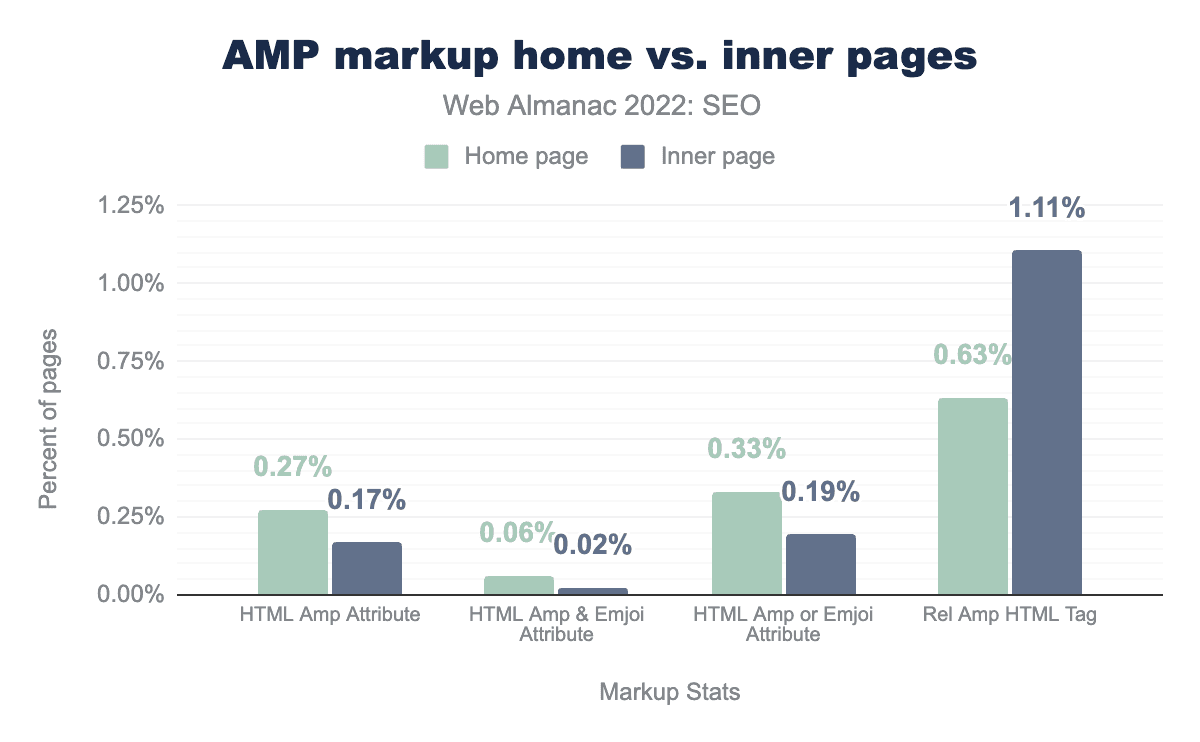 AMP markup home vs. inner pages
Web Almanac 2022: SEO
Home page
Inner page
Percent of pages
1.25%
1.00%
0.75%
0.50%
0.25%
0.00%
0.27%
0.17%
0.06%
0.02%
0.33%
0.19%
0.63%
1.11%
HTML Amp Attribute
HTML Amp & Emjoi
Attribute
HTML Amp or Emjoi
Attribute
Rel Amp HTML Tag
Markup Stats